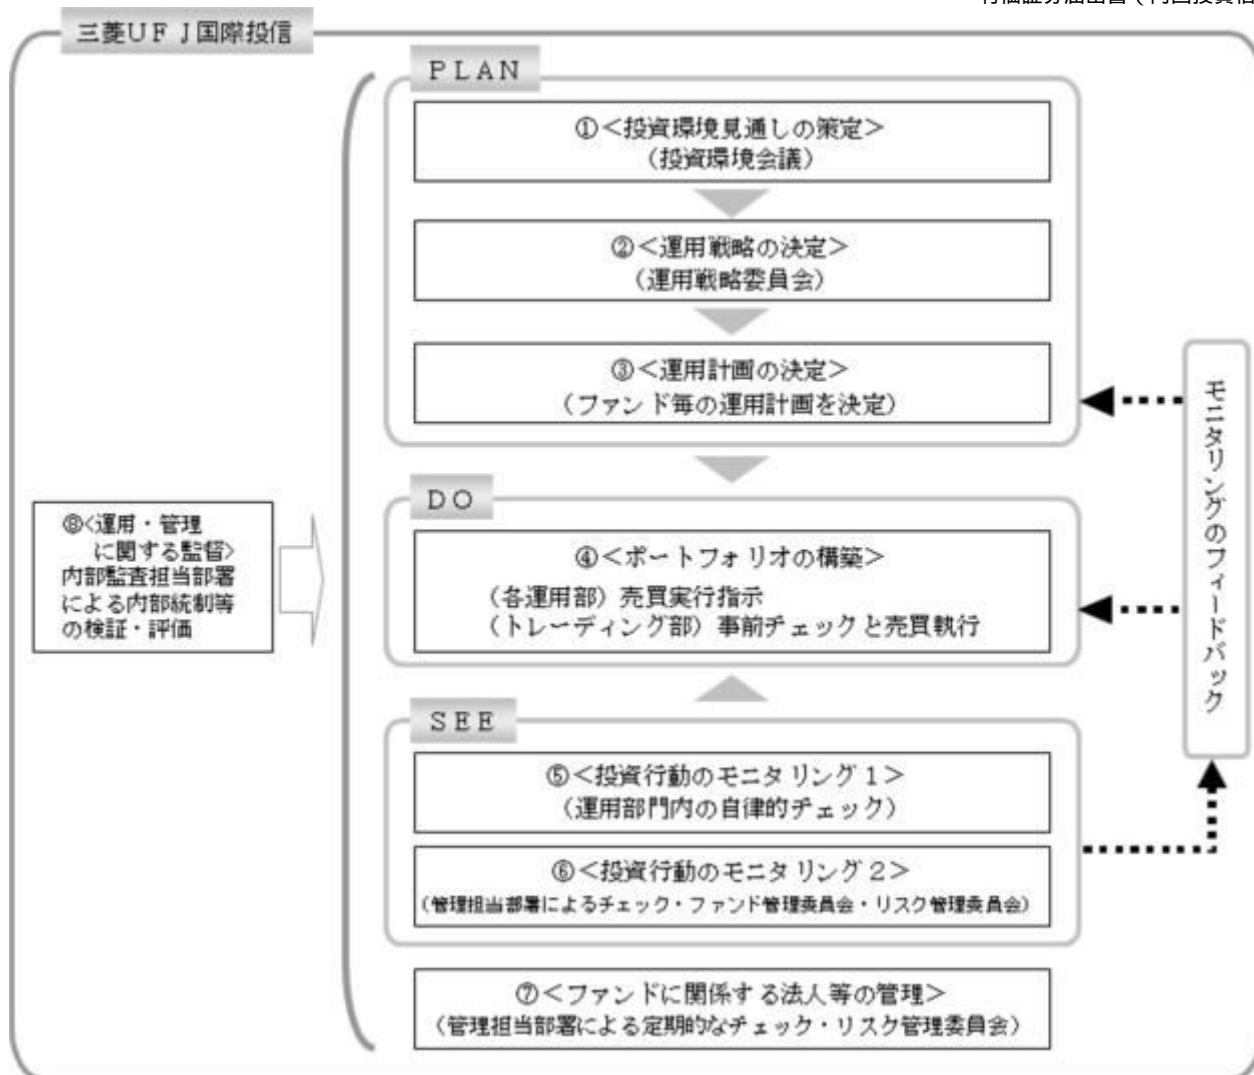 三菱UFJ国際投信
PLAN
①<投資環境見通しの策定>
(投資環境会議)
②<運用戦略の決定>
(運用戦略委員会)
③<運用計画の決定>
(ファンド毎の運用計画を決定)
DO
④<ポートフォリオの構築>
(各運用部)売買実行指示
(トレーディング部)事前チェックと売買執行
SEE
⑤<投資行動のモニタリング1>
(運用部門内の自律的チェック)
⑥<投資行動のモニタリング2>
(管理担当部署によるチェック・ファンド管理委員会・リスク管理委員会)
⑦<ファンドに関係する法人等の管理>
(管理担当部署による定期的なチェック・リスク管理委員会)
⑧<運用・管理
に関する監督>
内部監査担当部署
による内部統制等
の検証・評価
モニタリングのフィードバック